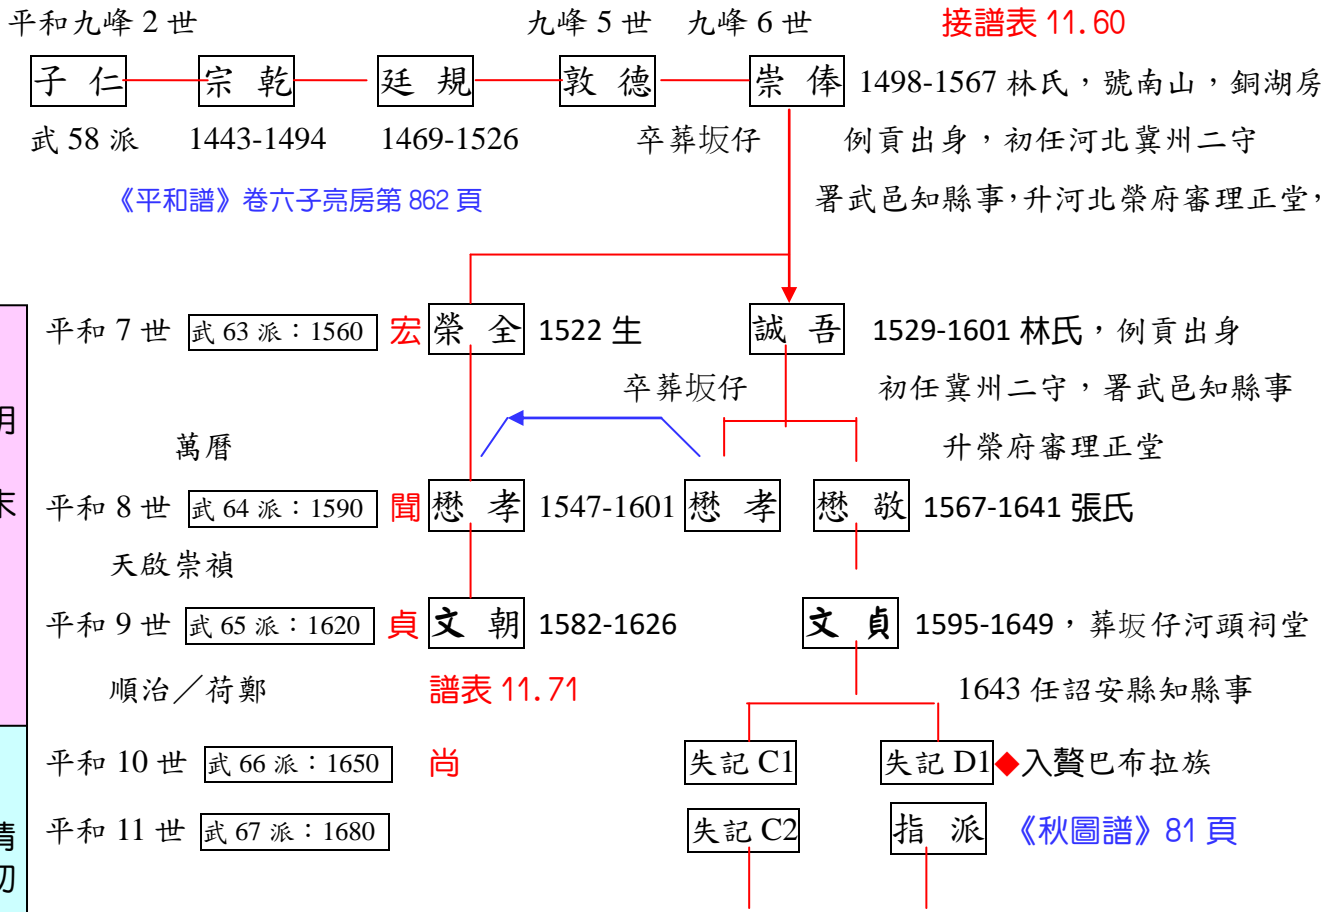 平和九峰 2 世 九峰 5 世 九峰 6 世 接譜表 11.60
子 仁 宗 乾 廷 規 敦 德 崇 俸 1498-1567 林氏，號南山，銅湖房
武 58 派 1443-1494 1469-1526 卒葬坂仔 例貢出身，初任河北冀州二守
《平和譜》卷六子亮房第 862 頁 署武邑知縣事，升河北榮府審理正堂，
平和 7 世 武 63 派：1560 宏 榮 全 1522 生 誠 吾 1529-1601 林氏，例貢出身
卒葬坂仔 初任冀州二守，署武邑知縣事
明
萬曆 升榮府審理正堂
末 平和 8 世 武 64 派：1590 聞 懋 孝 1547-1601 懋 孝 懋 敬 1567-1641 張氏
天啟崇禎
平和 9 世 武 65 派：1620 貞 文 朝 1582-1626 文 貞 1595-1649，葬坂仔河頭祠堂
順治／荷鄭 譜表 11.71 1643 任詔安縣知縣事
平和 10 世 武 66 派：1650 尚 失記 C1 失記 D1◆入贅巴布拉族
清 平和 11 世 武 67 派：1680 失記 C2 指 派 《秋圖譜》81 頁
初